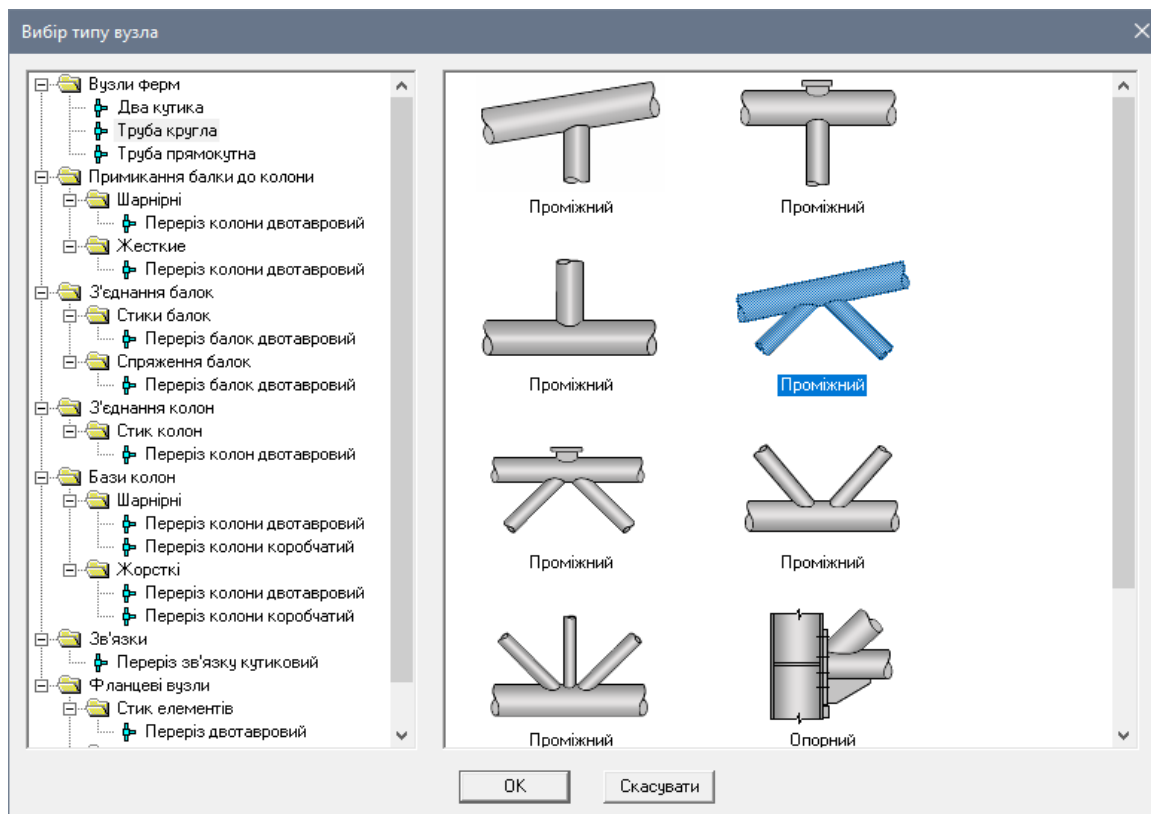 Вибір типу вузла
Вузли ферм
Два кутика
Труба кругла
Труба прямокутна
Примикання балки до колони
Шарнірні
Переріз колони двотавровий
Жесткие
Переріз колони двотавровий
З'єднання балок
Стики балок
Переріз балок двотавровий
Спряження балок
Переріз балок двотавровий
З'єднання колон
Стик колон
Переріз колон двотавровий
Бази колон
Шарнірні
Переріз колони двотавровий
Переріз колони коробчатий
Жорсткі
Переріз колони двотавровий
Переріз колони коробчатий
Зв'язки
Переріз зв'язку кутиковий
Фланцеві вузли
Стик елементів
Переріз двотавровий
Проміжний
Проміжний
Проміжний
Проміжний
Проміжний
Проміжний
Проміжний
Опорний
OK
Скасувати